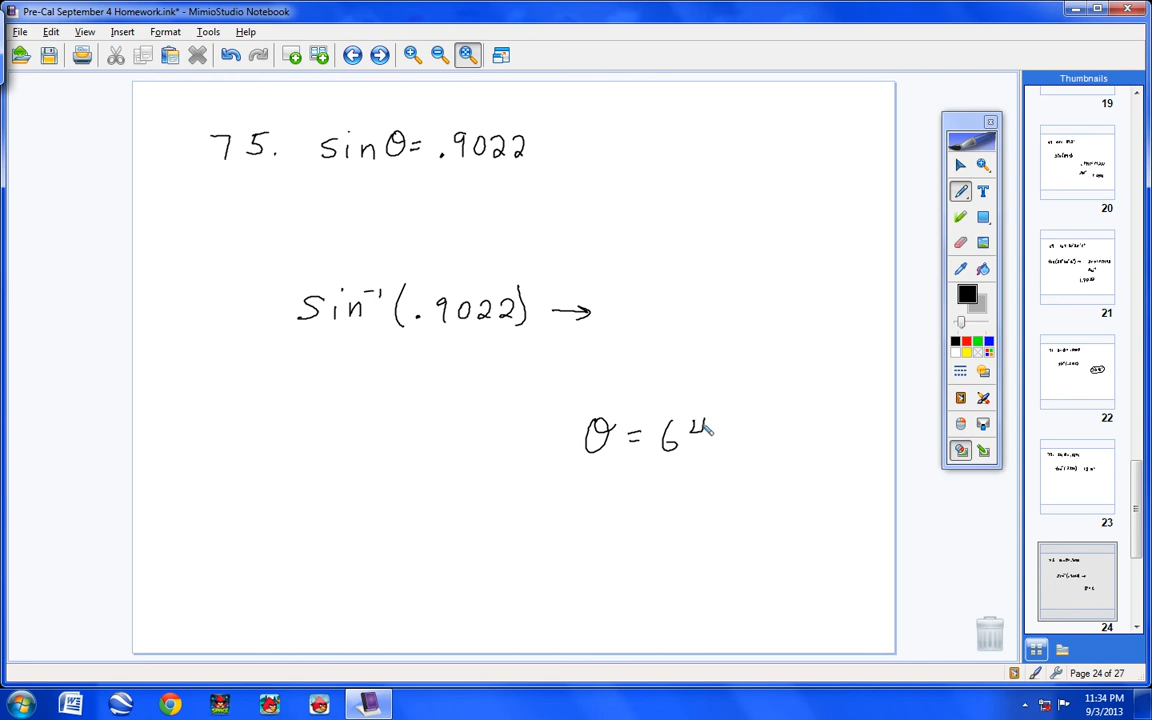 Pre-Cal September 4 Homework.ink* - MimioStudio Notebook
File Edit View Insert Format Tools Help
Thumbnails
19
20
21
22
23
24
75. sinθ= .9022
sin⁻¹(.9022) →
θ = 64
Page 24 of 27
11:34 PM
9/3/2013